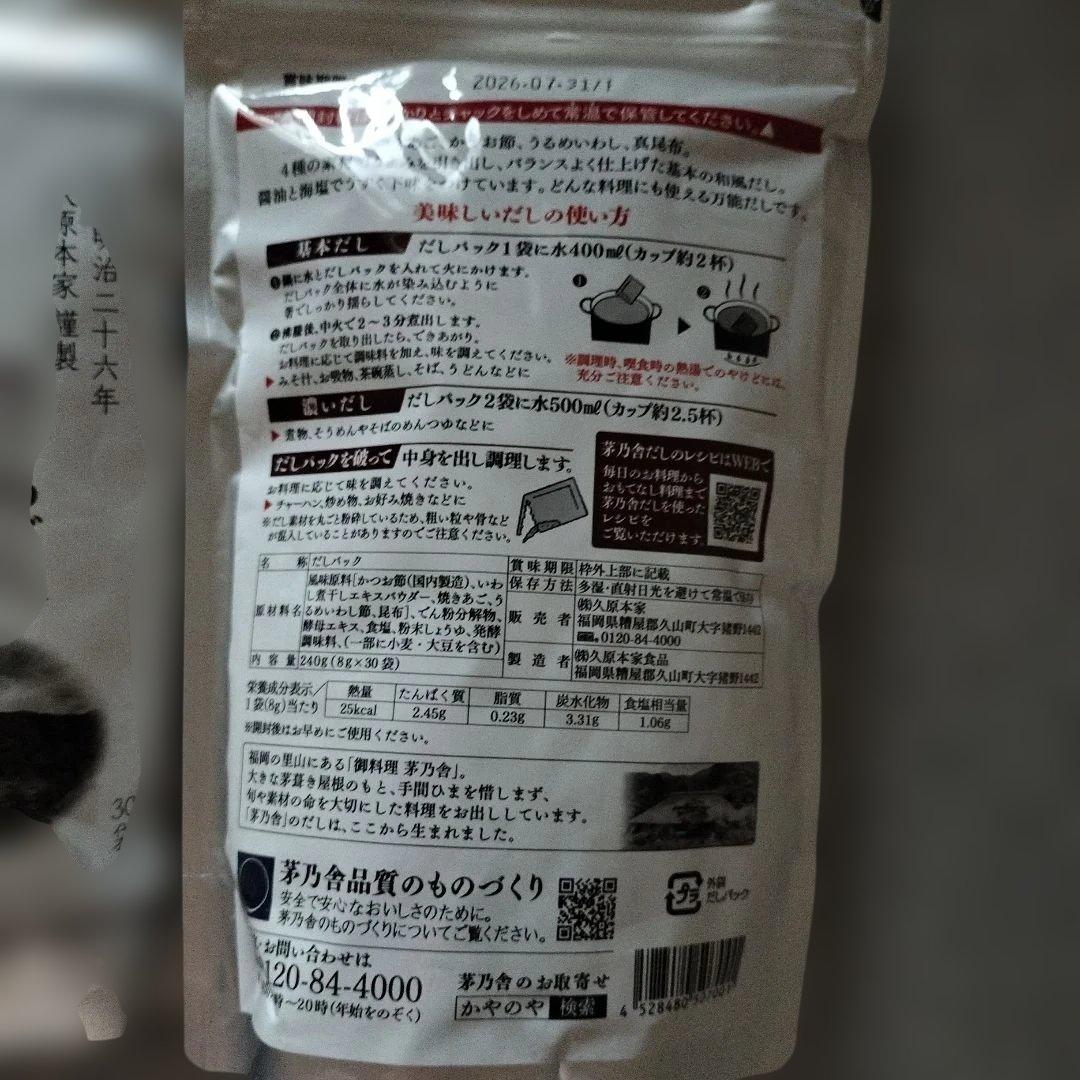 明治二十六年
久原本家謹製
賞味期限 2026.07.31/
チャックをしめて常温で保管してください。▲
お節、うるめいわし、真昆布。
4種の し、バランスよく仕上げた基本の和風だし。
醤油と海塩でうすく下味をつけています。どんな料理にも使える万能だしです。
美味しいだしの使い方
基本だし だしパック1袋に水400㎖(カップ約2杯)
❶鍋に水とだしパックを入れて火にかけます。
だしパック全体に水が染み込むように
箸でしっかり揺らしてください。
❷沸騰後、中火で2~3分煮出します。
だしパックを取り出したら、できあがり。
お料理に応じて調味料を加え、味を調えてください。
▶みそ汁、お吸物、茶碗蒸し、そば、うどんなどに
❶
❷
※調理時、喫食時の熱湯でのやけどには、
充分ご注意ください。
濃いだし だしパック2袋に水500㎖(カップ約2.5杯)
▶煮物、そうめんやそばのめんつゆなどに
だしパックを破って 中身を出し調理します。
お料理に応じて味を調えてください。
▶チャーハン、炒め物、お好み焼きなどに
※だし素材を丸ごと粉砕しているため、粗い粒や骨など
が混入していることがありますのでご注意ください。
茅乃舎だしのレシピはWEBで
毎日のお料理から
おもてなし料理まで
茅乃舎だしを使った
レシピを
ご覧いただけます。
名称 だしパック
原材料名 風味原料[かつお節(国内製造)、いわ
し煮干しエキスパウダー、焼きあご、う
るめいわし節、昆布]、でん粉分解物、
酵母エキス、食塩、粉末しょうゆ、発酵
調味料、(一部に小麦・大豆を含む)
内容量 240g(8g×30袋)
賞味期限 枠外上部に記載
保存方法 多湿・直射日光を避けて常温で保存
販売者 ㈱久原本家
福岡県糟屋郡久山町大字猪野1442
0120-84-4000
製造者 ㈱久原本家食品
福岡県糟屋郡久山町大字猪野1442
栄養成分表示/
1袋(8g)当たり
熱量 たんぱく質 脂質 炭水化物 食塩相当量
25kcal 2.45g 0.23g 3.31g 1.06g
※開封後はお早めにご使用ください。
福岡の里山にある「御料理 茅乃舎」。
大きな茅葺き屋根のもと、手間ひまを惜しまず、
旬や素材の命を大切にした料理をお出ししています。
「茅乃舎」のだしは、ここから生まれました。
茅乃舎品質のものづくり
安全で安心なおいしさのために。
茅乃舎のものづくりについてご覧ください。
プラ
外袋
だしパック
お問い合わせは
120-84-4000
時~20時(年始をのぞく)
茅乃舎のお取寄せ
かやのや 検索
4 528480